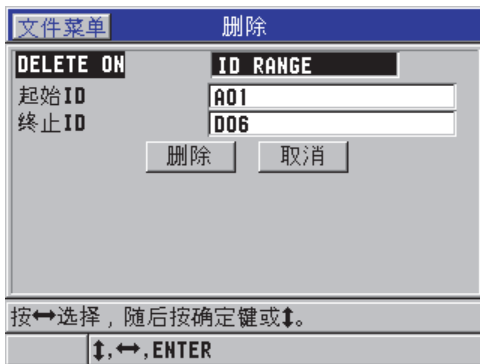 文件菜单 删除
DELETE ON ID RANGE
起始ID A01
终止ID D06
删除 取消
按↔选择，随后按确定键或↕。
↕,↔,ENTER